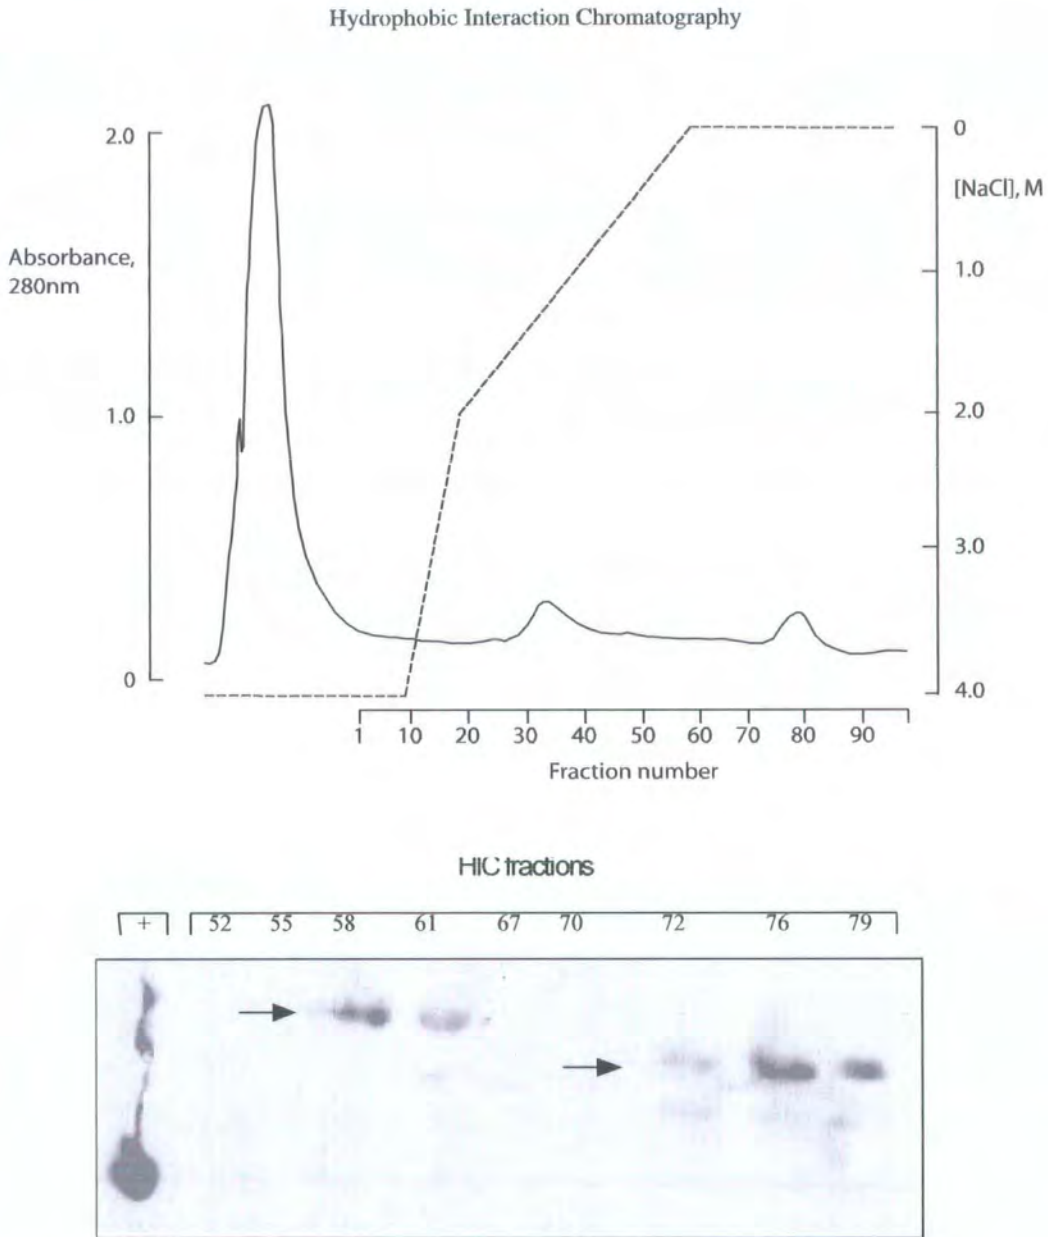 Hydrophobic Interaction Chromatography
2.0
0
[NaCl], M
Absorbance,
280nm
1.0
1.0
2.0
3.0
0
4.0
1 10 20 30 40 50 60 70 80 90
Fraction number
HIC fractions
+ 52 55 58 61 67 70 72 76 79